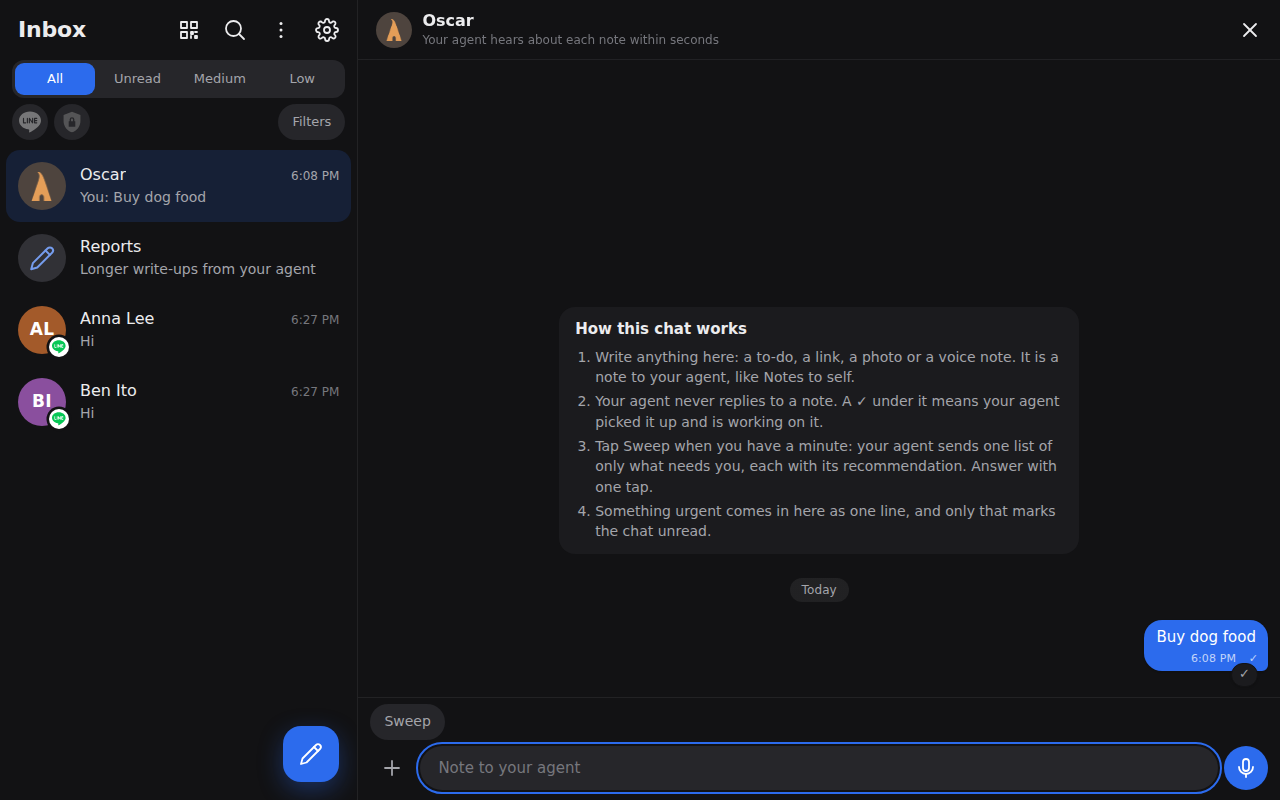 Inbox
All
Unread
Medium
Low
LINE
Filters
Oscar
6:08 PM
You: Buy dog food
Reports
Longer write-ups from your agent
AL
LINE
Anna Lee
6:27 PM
Hi
BI
LINE
Ben Ito
6:27 PM
Hi
Oscar
Your agent hears about each note within seconds
How this chat works
1. Write anything here: a to-do, a link, a photo or a voice note. It is a
note to your agent, like Notes to self.
2. Your agent never replies to a note. A ✓ under it means your agent
picked it up and is working on it.
3. Tap Sweep when you have a minute: your agent sends one list of
only what needs you, each with its recommendation. Answer with
one tap.
4. Something urgent comes in here as one line, and only that marks
the chat unread.
Today
Buy dog food
6:08 PM ✓
✓
Sweep
Note to your agent